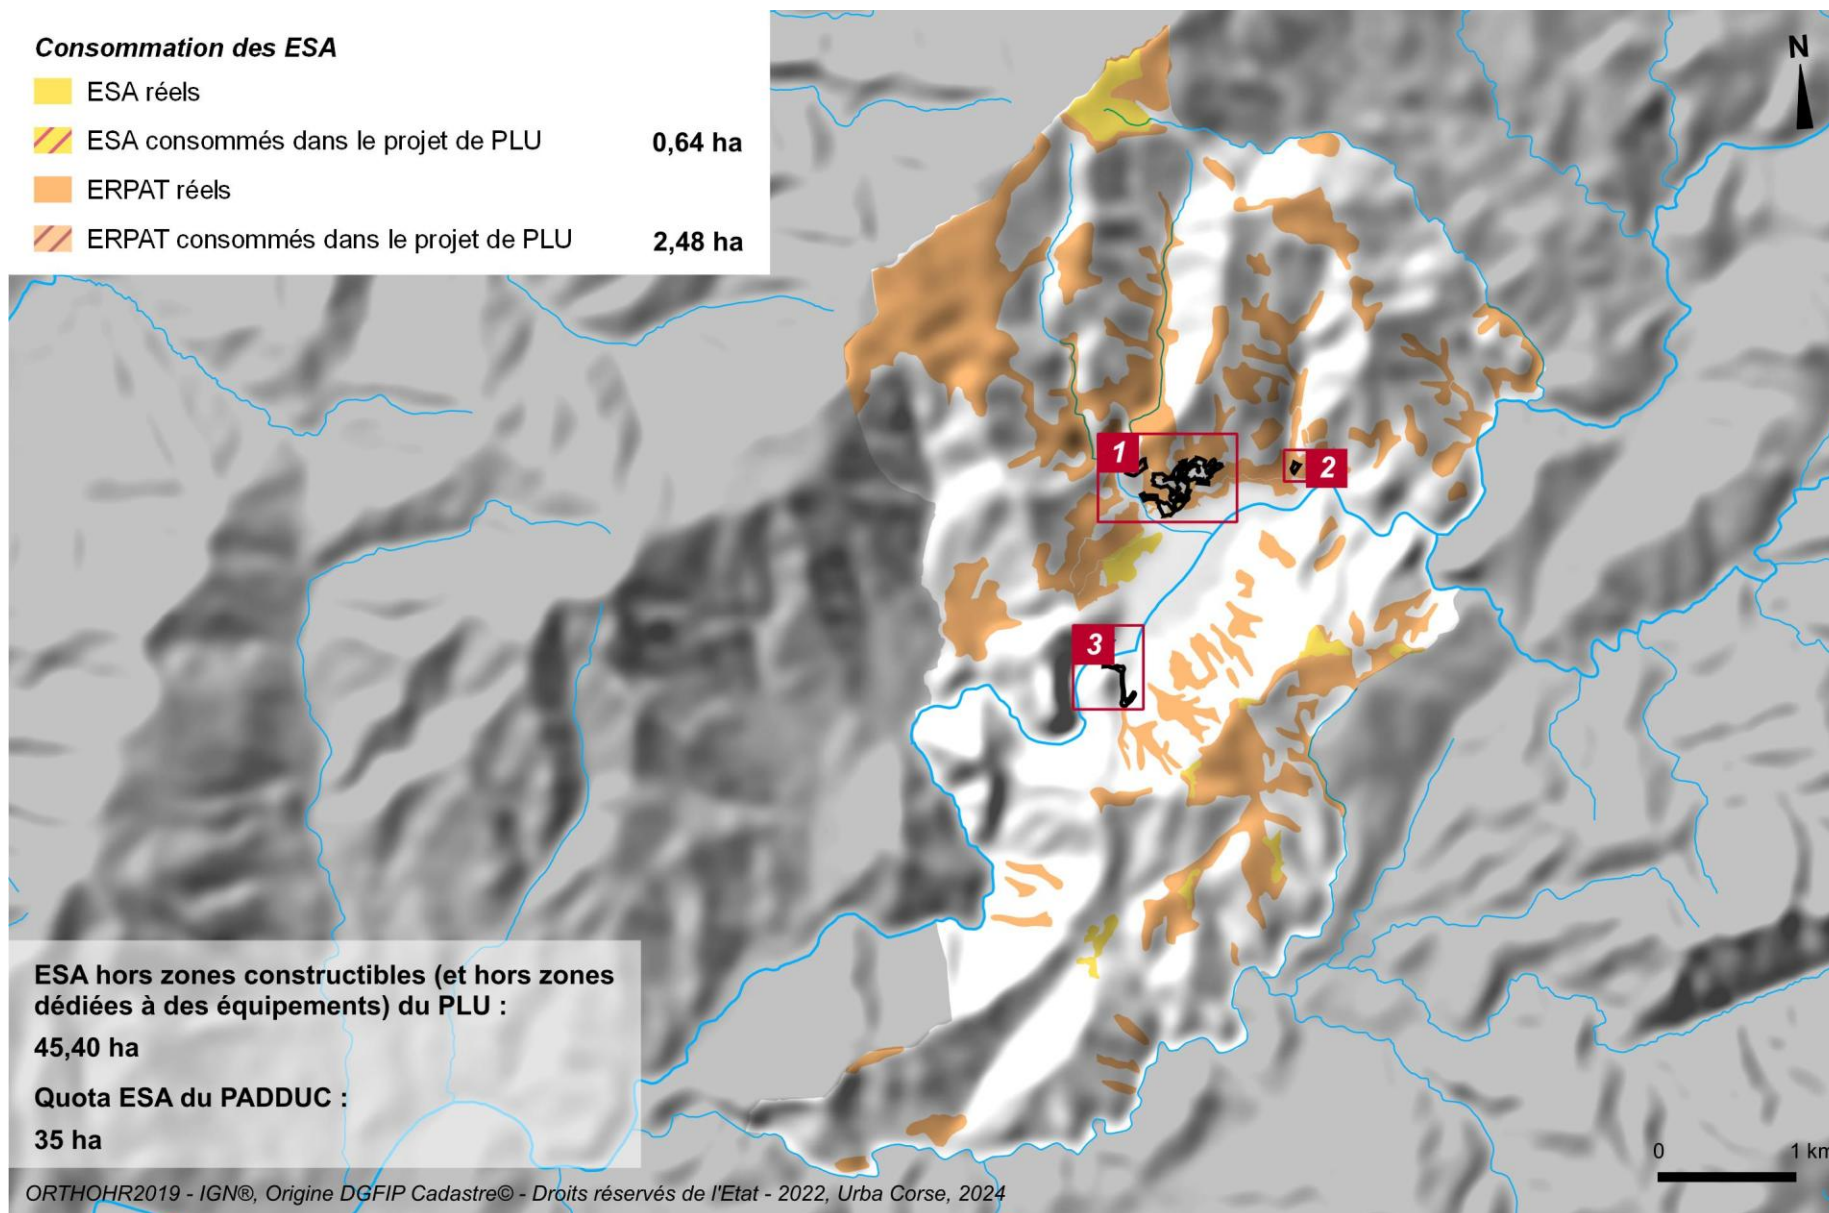 Consommation des ESA
ESA réels
ESA consommés dans le projet de PLU 0,64 ha
ERPAT réels
ERPAT consommés dans le projet de PLU 2,48 ha
N
1
2
3
ESA hors zones constructibles (et hors zones
dédiées à des équipements) du PLU :
45,40 ha
Quota ESA du PADDUC :
35 ha
0 1 km
ORTHOHR2019 - IGN®, Origine DGFIP Cadastre© - Droits réservés de l'Etat - 2022, Urba Corse, 2024